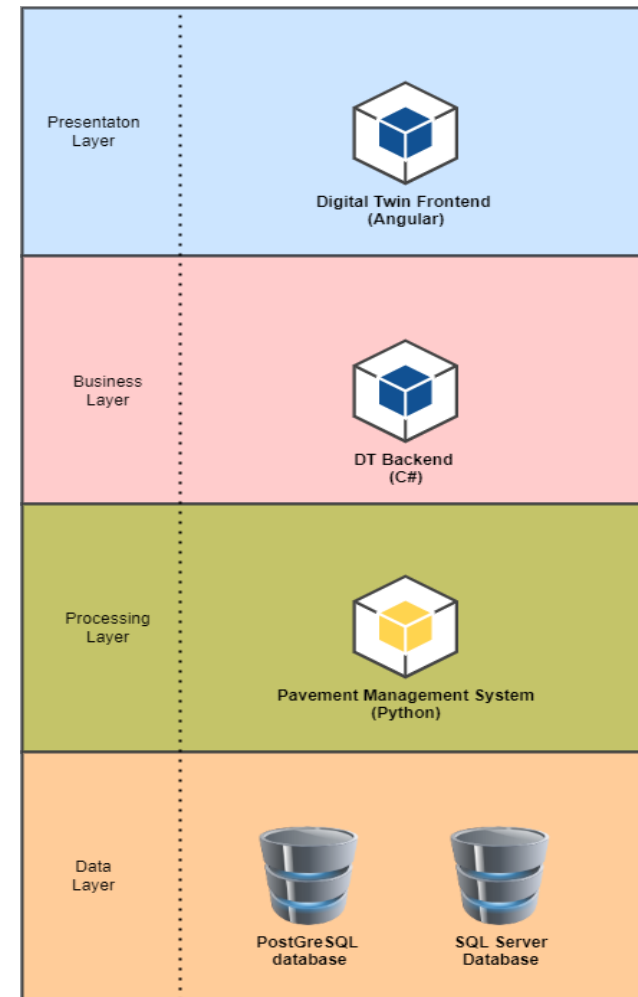 Presentaton
Layer
Digital Twin Frontend
(Angular)
Business
Layer
DT Backend
(C#)
Processing
Layer
Pavement Management System
(Python)
Data
Layer
PostGreSQL
database
SQL Server
Database